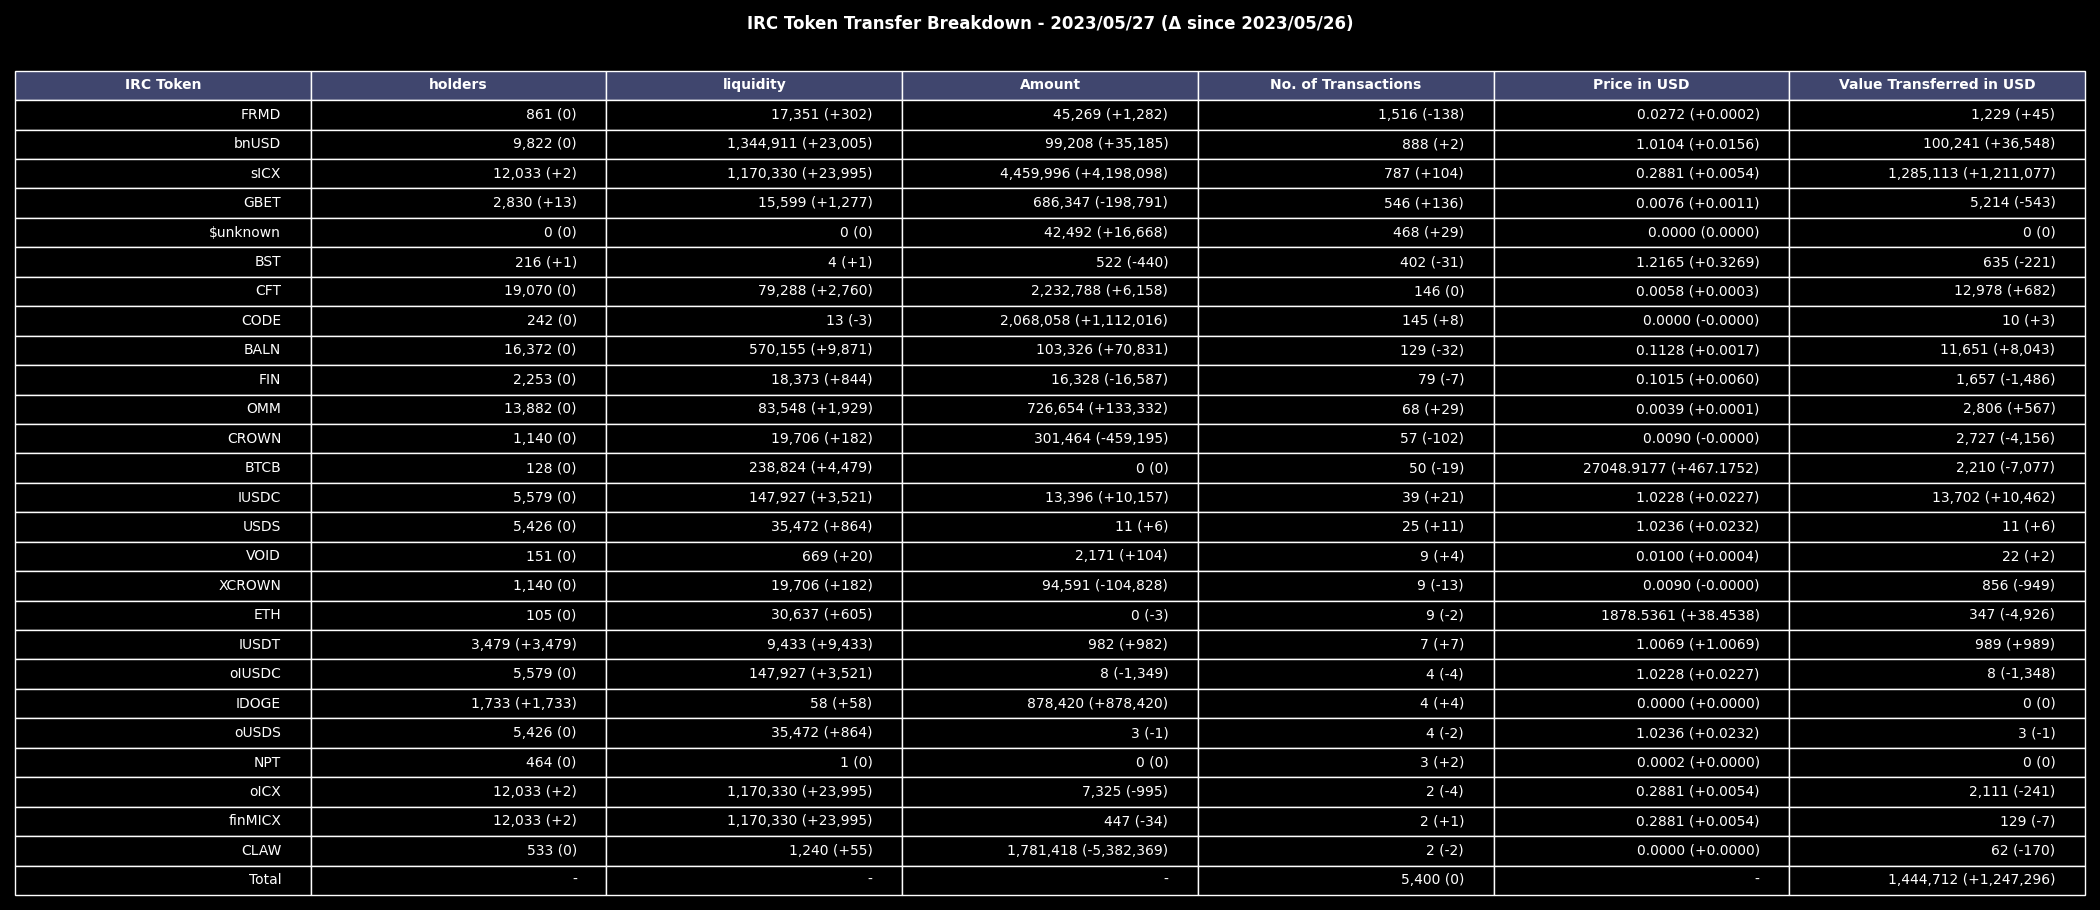 IRC Token Transfer Breakdown - 2023/05/27 (Δ since 2023/05/26)
IRC Token holders liquidity Amount No. of Transactions Price in USD Value Transferred in USD
FRMD 861 (0) 17,351 (+302) 45,269 (+1,282) 1,516 (-138) 0.0272 (+0.0002) 1,229 (+45)
bnUSD 9,822 (0) 1,344,911 (+23,005) 99,208 (+35,185) 888 (+2) 1.0104 (+0.0156) 100,241 (+36,548)
sICX 12,033 (+2) 1,170,330 (+23,995) 4,459,996 (+4,198,098) 787 (+104) 0.2881 (+0.0054) 1,285,113 (+1,211,077)
GBET 2,830 (+13) 15,599 (+1,277) 686,347 (-198,791) 546 (+136) 0.0076 (+0.0011) 5,214 (-543)
$unknown 0 (0) 0 (0) 42,492 (+16,668) 468 (+29) 0.0000 (0.0000) 0 (0)
BST 216 (+1) 4 (+1) 522 (-440) 402 (-31) 1.2165 (+0.3269) 635 (-221)
CFT 19,070 (0) 79,288 (+2,760) 2,232,788 (+6,158) 146 (0) 0.0058 (+0.0003) 12,978 (+682)
CODE 242 (0) 13 (-3) 2,068,058 (+1,112,016) 145 (+8) 0.0000 (-0.0000) 10 (+3)
BALN 16,372 (0) 570,155 (+9,871) 103,326 (+70,831) 129 (-32) 0.1128 (+0.0017) 11,651 (+8,043)
FIN 2,253 (0) 18,373 (+844) 16,328 (-16,587) 79 (-7) 0.1015 (+0.0060) 1,657 (-1,486)
OMM 13,882 (0) 83,548 (+1,929) 726,654 (+133,332) 68 (+29) 0.0039 (+0.0001) 2,806 (+567)
CROWN 1,140 (0) 19,706 (+182) 301,464 (-459,195) 57 (-102) 0.0090 (-0.0000) 2,727 (-4,156)
BTCB 128 (0) 238,824 (+4,479) 0 (0) 50 (-19) 27048.9177 (+467.1752) 2,210 (-7,077)
IUSDC 5,579 (0) 147,927 (+3,521) 13,396 (+10,157) 39 (+21) 1.0228 (+0.0227) 13,702 (+10,462)
USDS 5,426 (0) 35,472 (+864) 11 (+6) 25 (+11) 1.0236 (+0.0232) 11 (+6)
VOID 151 (0) 669 (+20) 2,171 (+104) 9 (+4) 0.0100 (+0.0004) 22 (+2)
XCROWN 1,140 (0) 19,706 (+182) 94,591 (-104,828) 9 (-13) 0.0090 (-0.0000) 856 (-949)
ETH 105 (0) 30,637 (+605) 0 (-3) 9 (-2) 1878.5361 (+38.4538) 347 (-4,926)
IUSDT 3,479 (+3,479) 9,433 (+9,433) 982 (+982) 7 (+7) 1.0069 (+1.0069) 989 (+989)
oIUSDC 5,579 (0) 147,927 (+3,521) 8 (-1,349) 4 (-4) 1.0228 (+0.0227) 8 (-1,348)
IDOGE 1,733 (+1,733) 58 (+58) 878,420 (+878,420) 4 (+4) 0.0000 (+0.0000) 0 (0)
oUSDS 5,426 (0) 35,472 (+864) 3 (-1) 4 (-2) 1.0236 (+0.0232) 3 (-1)
NPT 464 (0) 1 (0) 0 (0) 3 (+2) 0.0002 (+0.0000) 0 (0)
oICX 12,033 (+2) 1,170,330 (+23,995) 7,325 (-995) 2 (-4) 0.2881 (+0.0054) 2,111 (-241)
finMICX 12,033 (+2) 1,170,330 (+23,995) 447 (-34) 2 (+1) 0.2881 (+0.0054) 129 (-7)
CLAW 533 (0) 1,240 (+55) 1,781,418 (-5,382,369) 2 (-2) 0.0000 (+0.0000) 62 (-170)
Total - - - 5,400 (0) - 1,444,712 (+1,247,296)